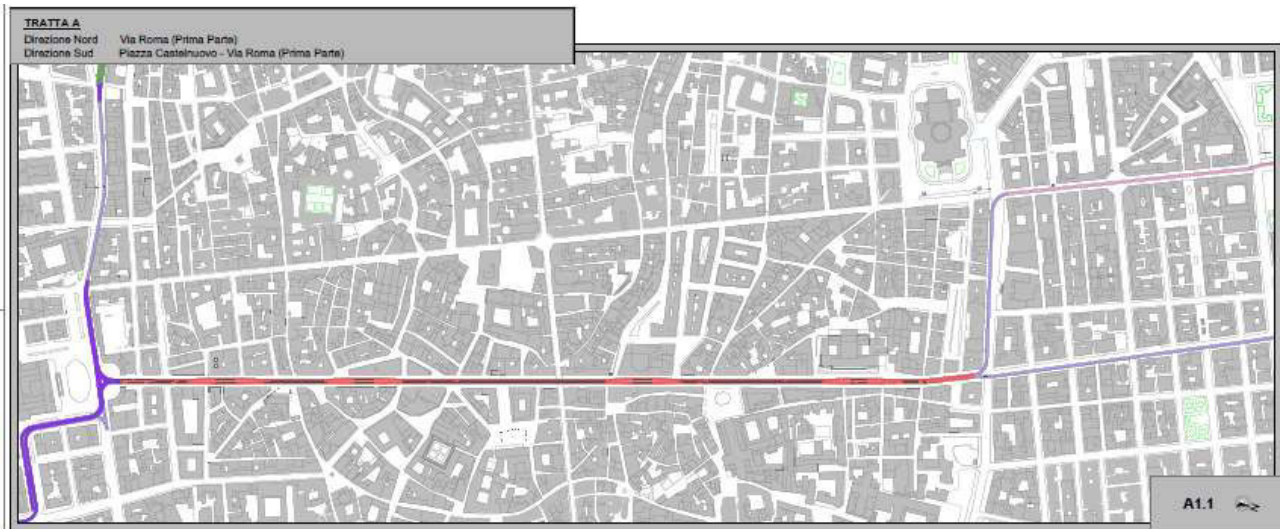 TRATTA A
Direzione Nord Via Roma (Prima Parte)
Direzione Sud Piazza Castelnuovo - Via Roma (Prima Parte)
A1.1